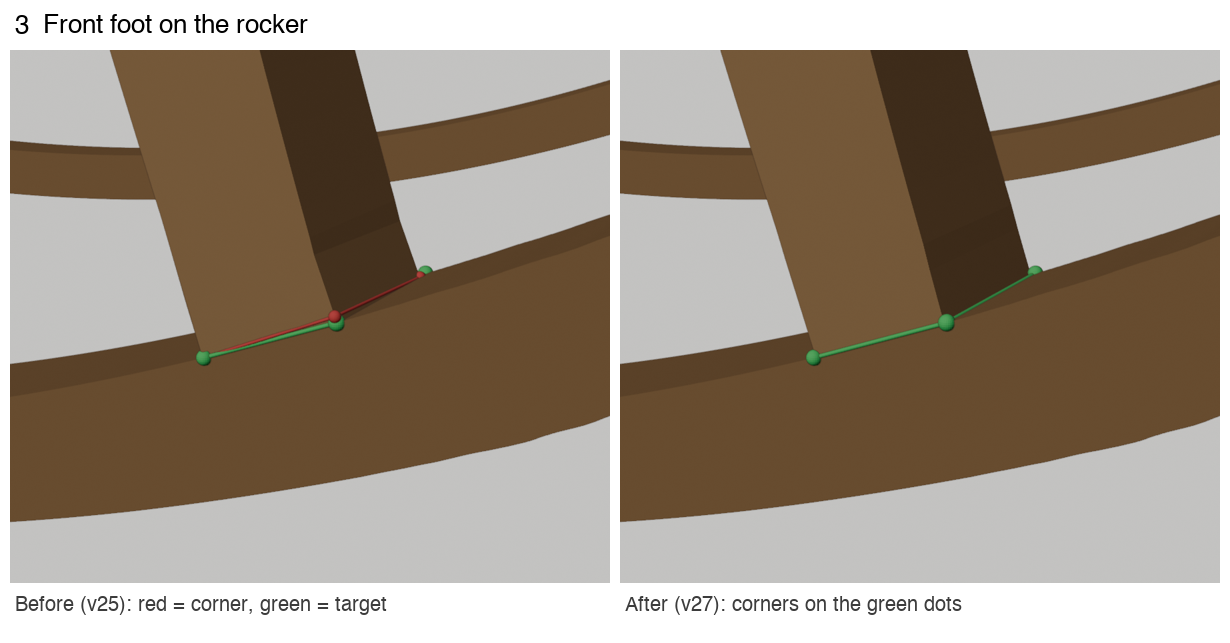 3 Front foot on the rocker
Before (v25): red = corner, green = target
After (v27): corners on the green dots